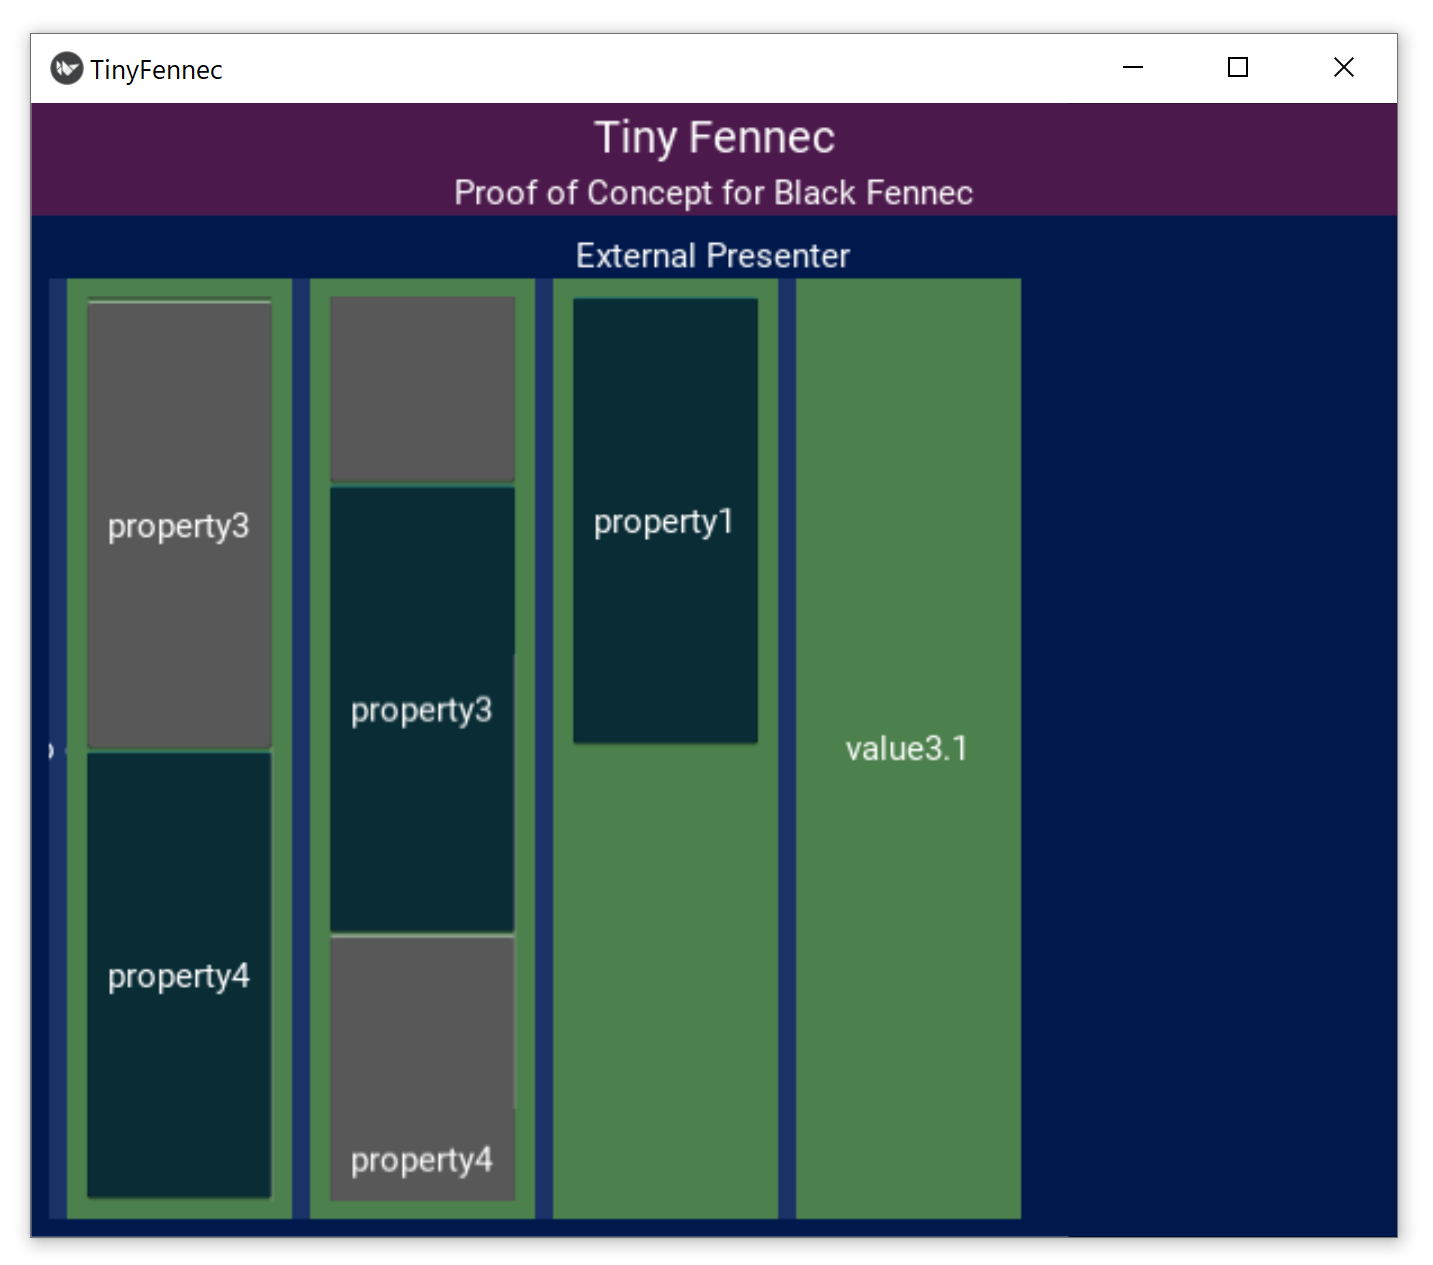 TinyFennec
Tiny Fennec
Proof of Concept for Black Fennec
External Presenter
property3
property4
property3
property4
property1
value3.1